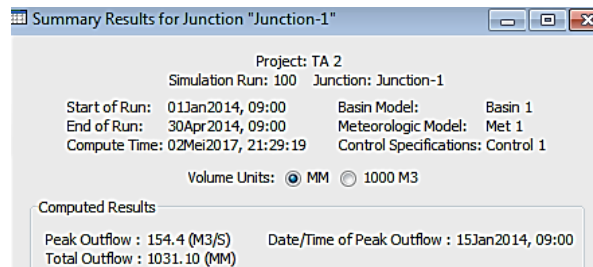 Summary Results for Junction "Junction-1"
Project: TA 2
Simulation Run: 100 Junction: Junction-1
Start of Run: 01Jan2014, 09:00 Basin Model: Basin 1
End of Run: 30Apr2014, 09:00 Meteorologic Model: Met 1
Compute Time: 02Mei2017, 21:29:19 Control Specifications: Control 1
Volume Units: MM 1000 M3
Computed Results
Peak Outflow : 154.4 (M3/S) Date/Time of Peak Outflow : 15Jan2014, 09:00
Total Outflow : 1031.10 (MM)